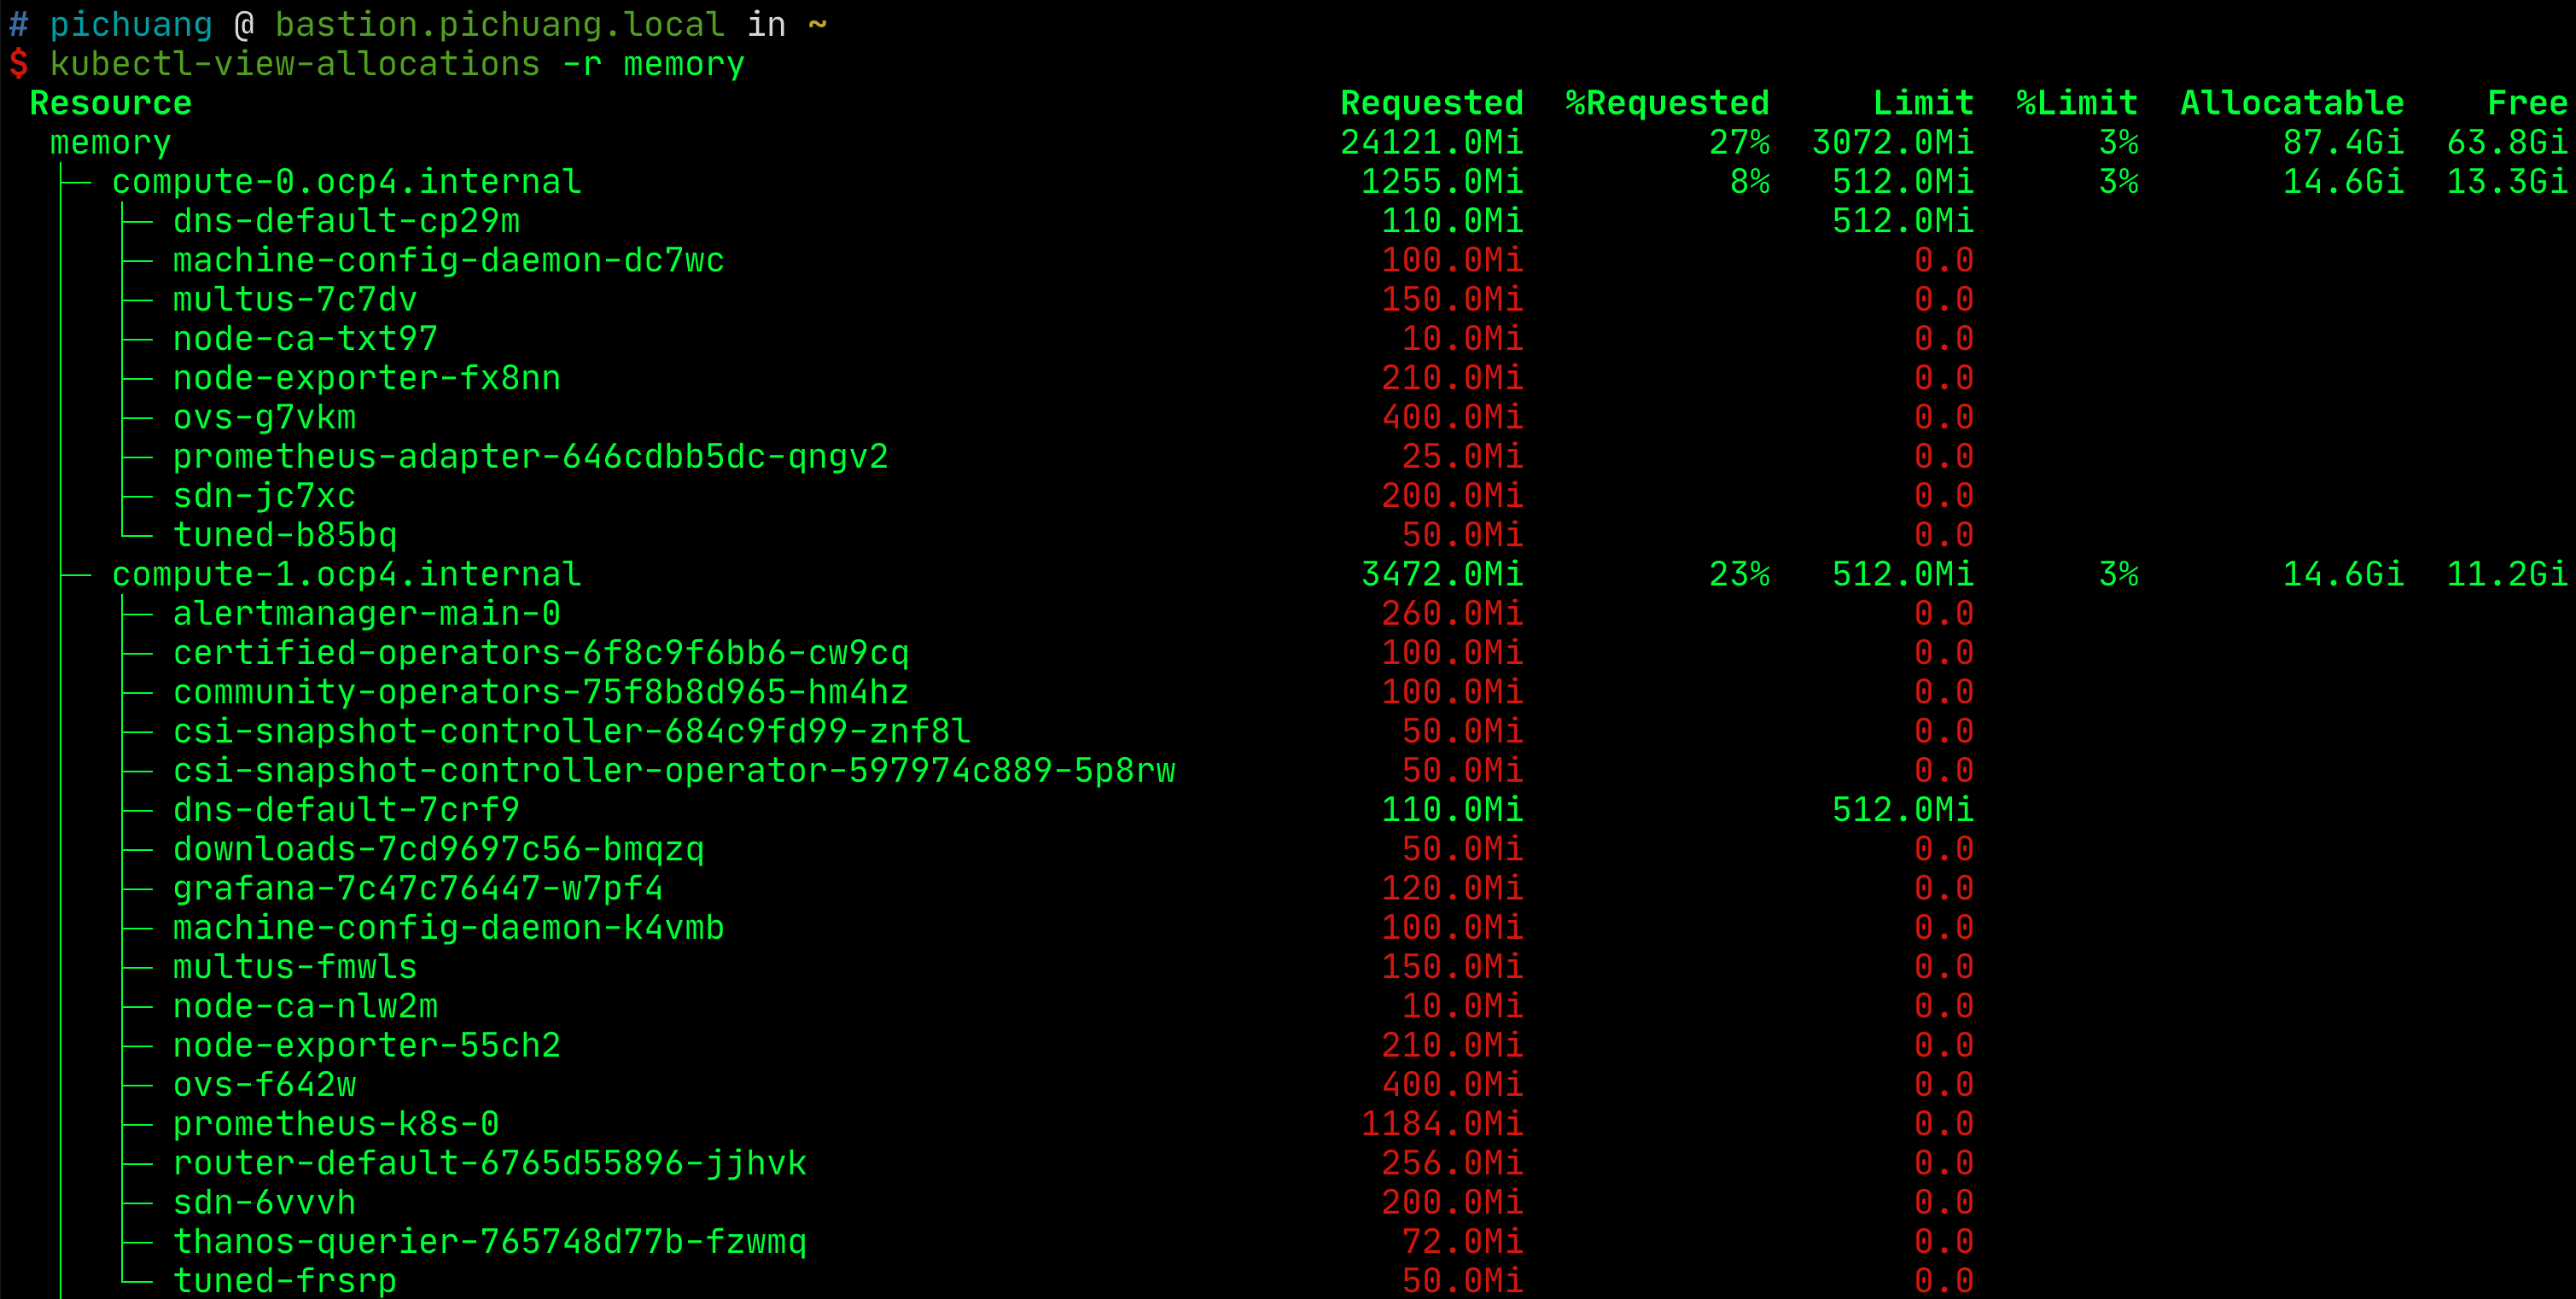 # pichuang @ bastion.pichuang.local in ~
$ kubectl-view-allocations -r memory
Resource Requested %Requested Limit %Limit Allocatable Free
memory 24121.0Mi 27% 3072.0Mi 3% 87.4Gi 63.8Gi
├─ compute-0.ocp4.internal 1255.0Mi 8% 512.0Mi 3% 14.6Gi 13.3Gi
│ ├─ dns-default-cp29m 110.0Mi 512.0Mi
│ ├─ machine-config-daemon-dc7wc 100.0Mi 0.0
│ ├─ multus-7c7dv 150.0Mi 0.0
│ ├─ node-ca-txt97 10.0Mi 0.0
│ ├─ node-exporter-fx8nn 210.0Mi 0.0
│ ├─ ovs-g7vkm 400.0Mi 0.0
│ ├─ prometheus-adapter-646cdbb5dc-qngv2 25.0Mi 0.0
│ ├─ sdn-jc7xc 200.0Mi 0.0
│ └─ tuned-b85bq 50.0Mi 0.0
├─ compute-1.ocp4.internal 3472.0Mi 23% 512.0Mi 3% 14.6Gi 11.2Gi
│ ├─ alertmanager-main-0 260.0Mi 0.0
│ ├─ certified-operators-6f8c9f6bb6-cw9cq 100.0Mi 0.0
│ ├─ community-operators-75f8b8d965-hm4hz 100.0Mi 0.0
│ ├─ csi-snapshot-controller-684c9fd99-znf8l 50.0Mi 0.0
│ ├─ csi-snapshot-controller-operator-597974c889-5p8rw 50.0Mi 0.0
│ ├─ dns-default-7crf9 110.0Mi 512.0Mi
│ ├─ downloads-7cd9697c56-bmqzq 50.0Mi 0.0
│ ├─ grafana-7c47c76447-w7pf4 120.0Mi 0.0
│ ├─ machine-config-daemon-k4vmb 100.0Mi 0.0
│ ├─ multus-fmwls 150.0Mi 0.0
│ ├─ node-ca-nlw2m 10.0Mi 0.0
│ ├─ node-exporter-55ch2 210.0Mi 0.0
│ ├─ ovs-f642w 400.0Mi 0.0
│ ├─ prometheus-k8s-0 1184.0Mi 0.0
│ ├─ router-default-6765d55896-jjhvk 256.0Mi 0.0
│ ├─ sdn-6vvvh 200.0Mi 0.0
│ ├─ thanos-querier-765748d77b-fzwmq 72.0Mi 0.0
│ └─ tuned-frsrp 50.0Mi 0.0